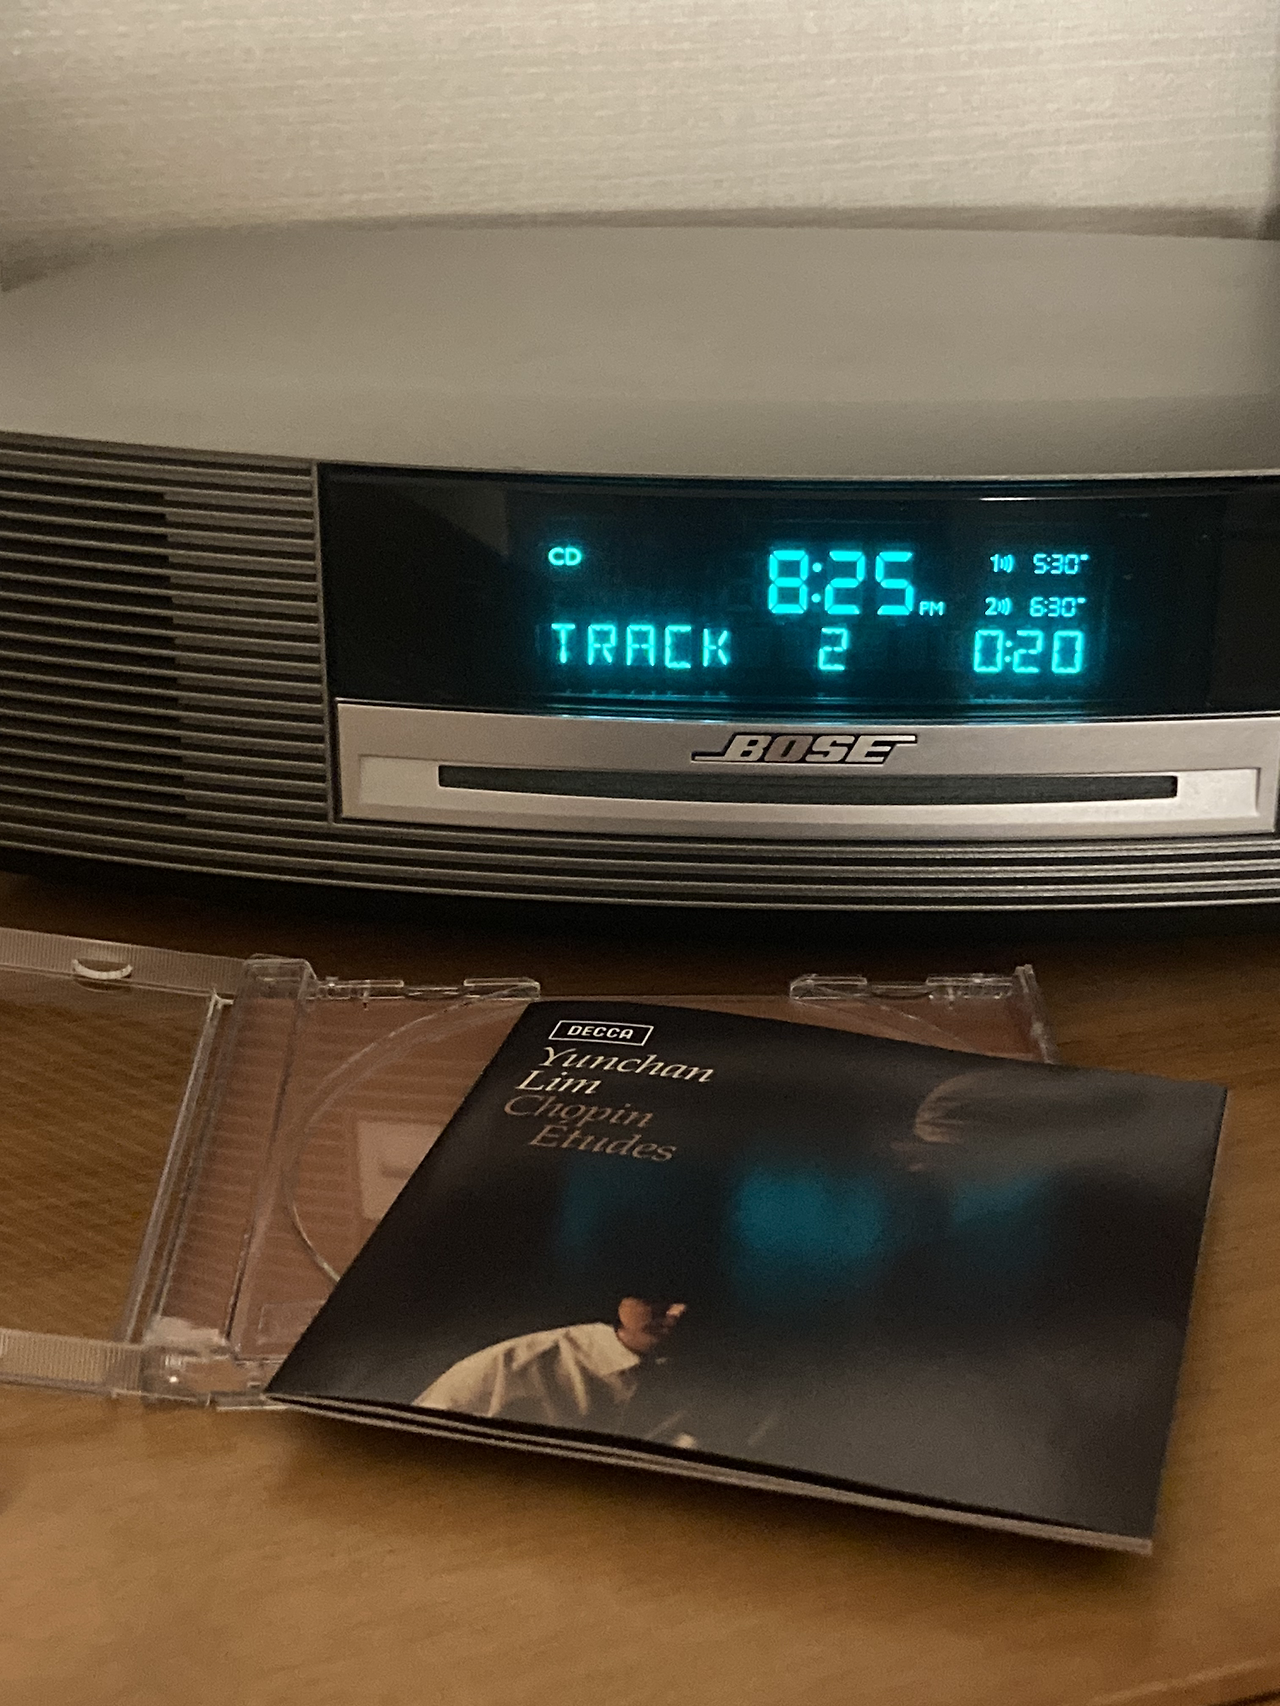 CD 8:25 PM 1 5:30
2 6:30
TRACK 2 0:20
BOSE
DECCA
Yunchan
Lim
Chopin
Études